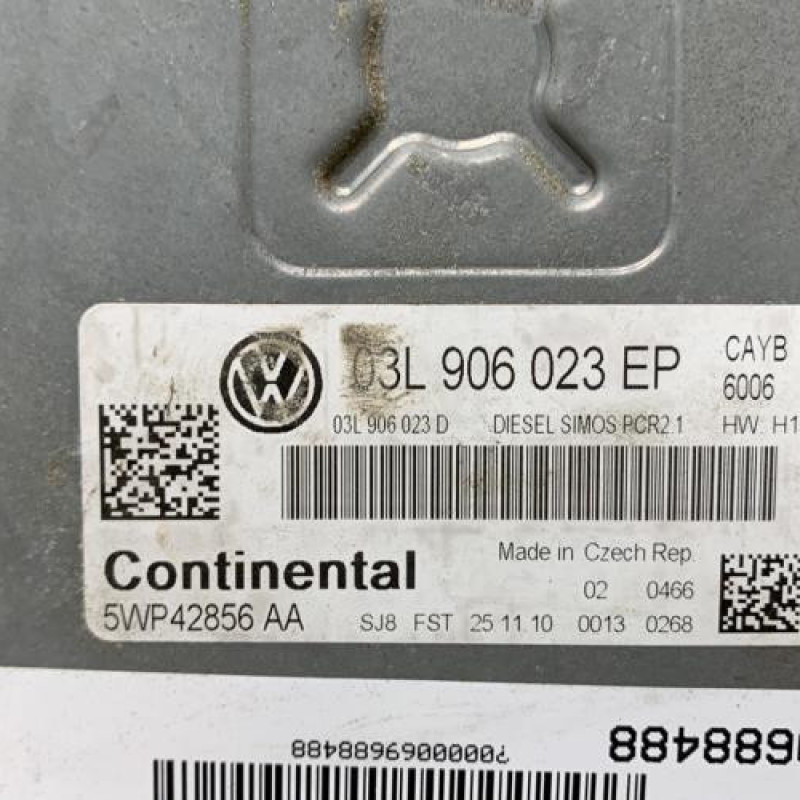 03L 906 023 EP CAYB
6006
03L 906 023 D DIESEL SIMOS PCR2.1 HW: H1
Continental
Made in Czech Rep.
02 0466
5WP42856 AA SJ8 FST 25 11.10 0013 0268
688488